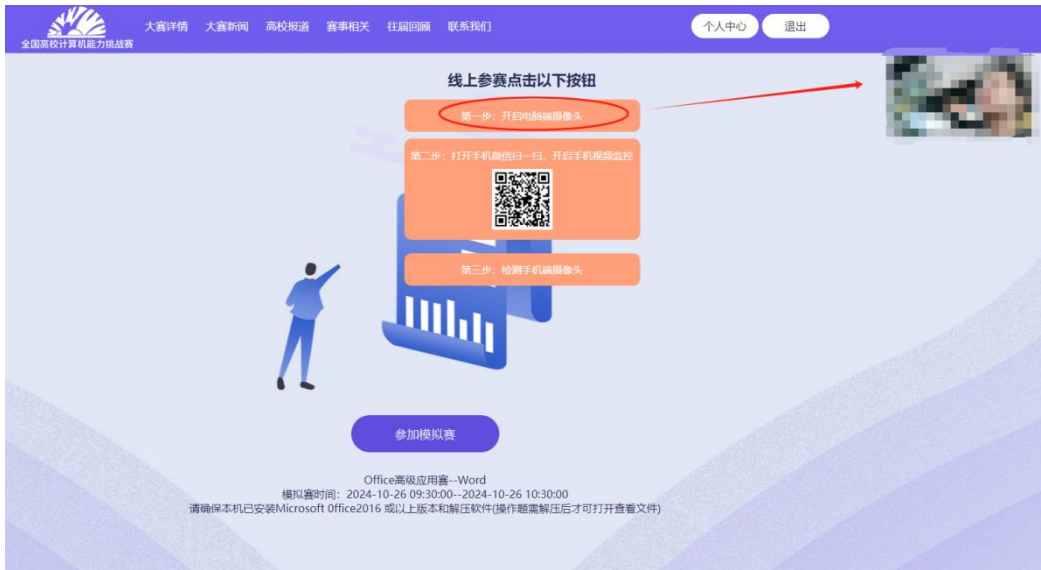 全国高校计算机能力挑战赛
大赛详情 大赛新闻 高校报道 赛事相关 往届回顾 联系我们
个人中心 退出
线上参赛点击以下按钮
第一步：开启电脑端摄像头
第二步：打开手机微信扫一扫，开启手机视频监控
第三步：检测手机端摄像头
参加模拟赛
Office高级应用赛--Word
模拟赛时间：2024-10-26 09:30:00--2024-10-26 10:30:00
请确保本机已安装Microsoft Office2016 或以上版本和解压软件(操作题需解压后才可打开查看文件)